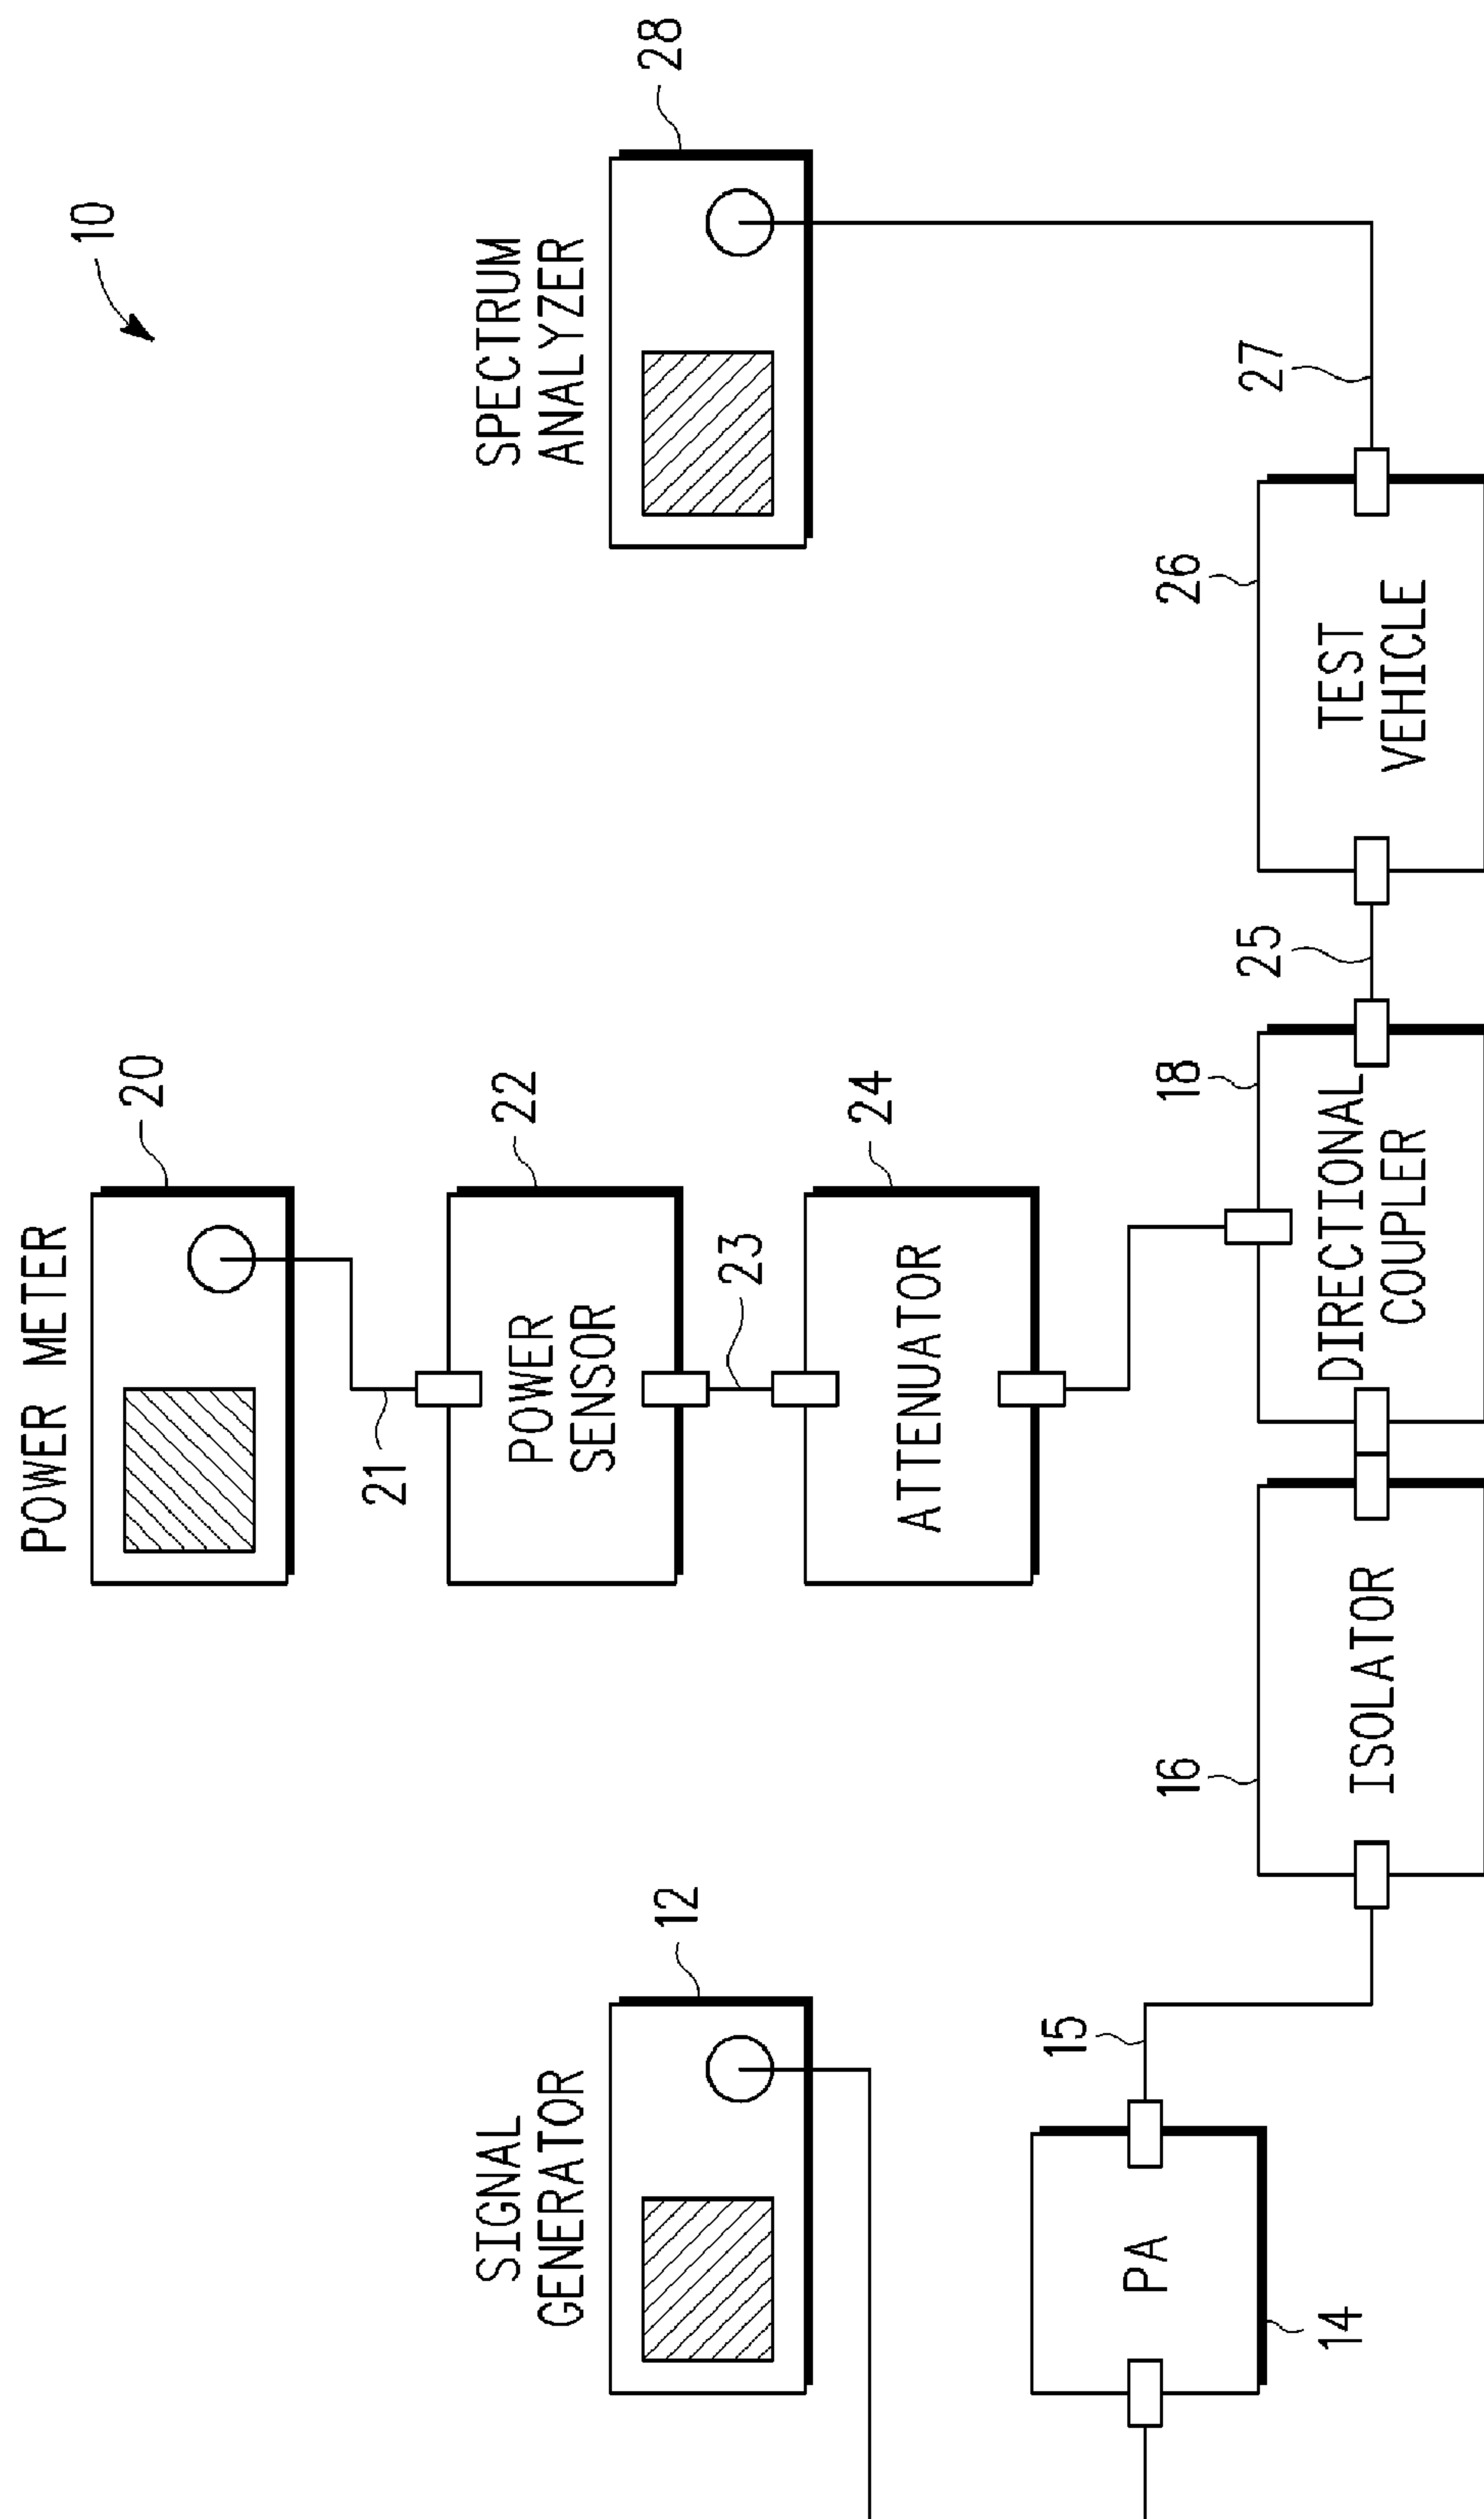 10
POWER METER
20
21
POWER
SENSOR
22
23
ATTENUATOR
24
SIGNAL
GENERATOR
12
SPECTRUM
ANALYZER
28
PA
14
15
ISOLATOR
16
DIRECTIONAL
COUPLER
18
25
TEST
VEHICLE
26
27